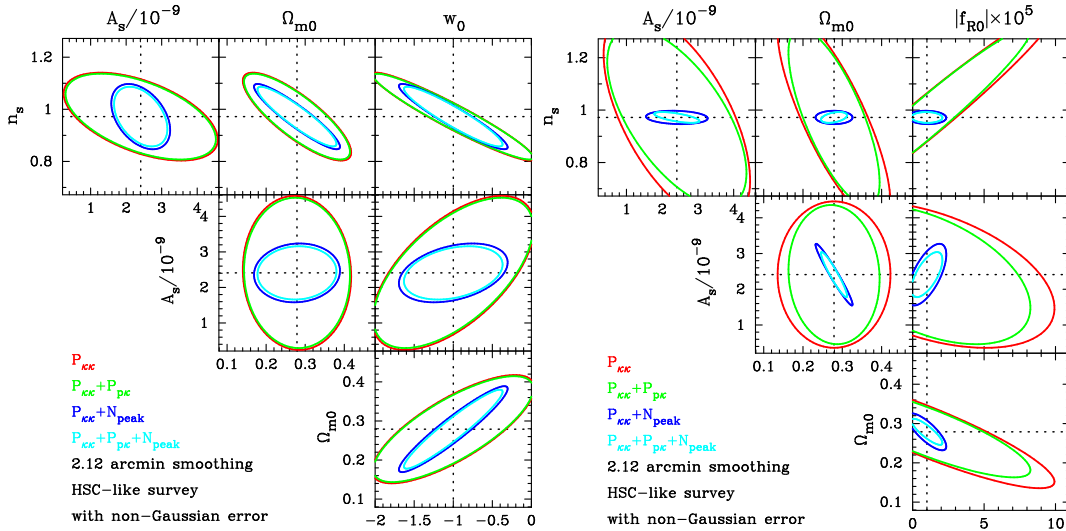 A_s/10^-9 Ω_m0 w_0
n_s
1.2
1
0.8
1 2 3 4
A_s/10^-9
4
3
2
1
0.1 0.2 0.3 0.4
Ω_m0
0.4
0.3
0.2
0.1
−2 −1.5 −1 −0.5 0
P_κκ
P_κκ+P_pκ
P_κκ+N_peak
P_κκ+P_pκ+N_peak
2.12 arcmin smoothing
HSC-like survey
with non-Gaussian error
A_s/10^-9 Ω_m0 |f_R0|×10^5
n_s
1.2
1
0.8
1 2 3 4
A_s/10^-9
4
3
2
1
0.1 0.2 0.3 0.4
Ω_m0
0.4
0.3
0.2
0.1
0 5 10
P_κκ
P_κκ+P_pκ
P_κκ+N_peak
P_κκ+P_pκ+N_peak
2.12 arcmin smoothing
HSC-like survey
with non-Gaussian error